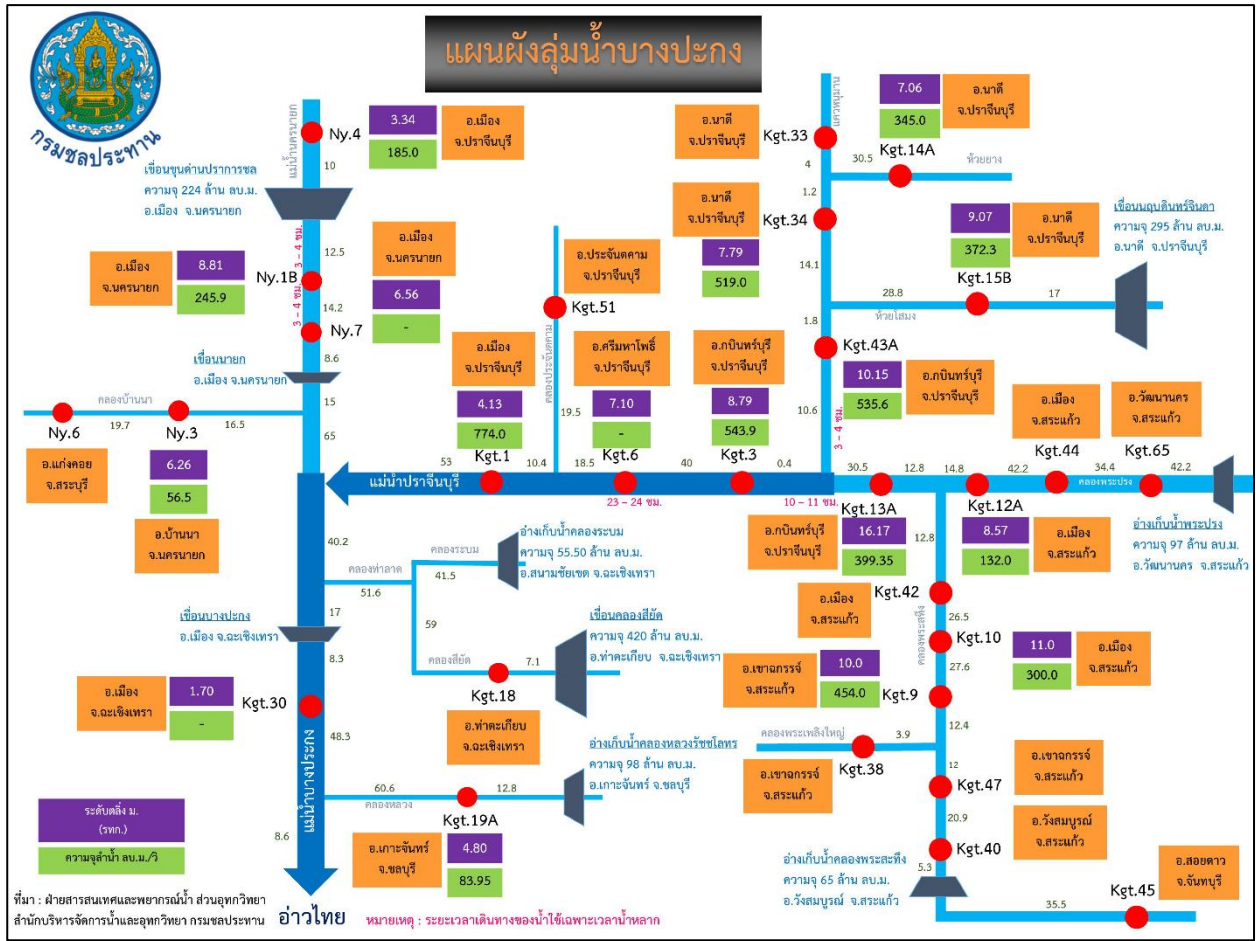 แผนผังลุ่มน้ำบางปะกง
กรมชลประทาน
แม่น้ำนครนายก
Ny.4
3.34
185.0
อ.เมือง
จ.ปราจีนบุรี
10
เขื่อนขุนด่านปราการชล
ความจุ 224 ล้าน ลบ.ม.
อ.เมือง จ.นครนายก
12.5
3 – 4 ชม.
อ.เมือง
จ.นครนายก
8.81
245.9
Ny.1B
14.2
3 – 4 ชม.
Ny.7
อ.เมือง
จ.นครนายก
6.56
-
8.6
เขื่อนนายก
อ.เมือง จ.นครนายก
15
คลองบ้านนา
Ny.6
19.7
Ny.3
16.5
65
อ.แก่งคอย
จ.สระบุรี
6.26
56.5
อ.บ้านนา
จ.นครนายก
อ.นาดี
จ.ปราจีนบุรี
Kgt.33
แควหนุมาน
7.06
345.0
อ.นาดี
จ.ปราจีนบุรี
Kgt.14A
4
30.5
ห้วยยาง
1.2
อ.นาดี
จ.ปราจีนบุรี
Kgt.34
7.79
519.0
14.1
9.07
372.3
อ.นาดี
จ.ปราจีนบุรี
Kgt.15B
เขื่อนนฤบดินทร์จินดา
ความจุ 295 ล้าน ลบ.ม.
อ.นาดี จ.ปราจีนบุรี
28.8
17
ห้วยโสมง
1.8
Kgt.43A
10.15
535.6
อ.กบินทร์บุรี
จ.ปราจีนบุรี
10.6
3 – 4 ชม.
อ.ประจันตคาม
จ.ปราจีนบุรี
Kgt.51
คลองประจันตคาม
19.5
อ.เมือง
จ.ปราจีนบุรี
4.13
774.0
Kgt.1
อ.ศรีมหาโพธิ์
จ.ปราจีนบุรี
7.10
-
Kgt.6
อ.กบินทร์บุรี
จ.ปราจีนบุรี
8.79
543.9
Kgt.3
53
10.4
18.5
40
0.4
แม่น้ำปราจีนบุรี
23 – 24 ชม.
10 – 11 ชม.
อ.เมือง
จ.สระแก้ว
Kgt.44
อ.วัฒนานคร
จ.สระแก้ว
Kgt.65
30.5
12.8
14.8
42.2
34.4
42.2
คลองพระปรง
Kgt.13A
อ.กบินทร์บุรี
จ.ปราจีนบุรี
16.17
399.35
Kgt.12A
8.57
132.0
อ.เมือง
จ.สระแก้ว
อ่างเก็บน้ำพระปรง
ความจุ 97 ล้าน ลบ.ม.
อ.วัฒนานคร จ.สระแก้ว
12.8
อ.เมือง
จ.สระแก้ว
Kgt.42
26.5
คลองพระสทึง
Kgt.10
11.0
300.0
อ.เมือง
จ.สระแก้ว
27.6
อ.เขาฉกรรจ์
จ.สระแก้ว
10.0
454.0
Kgt.9
12.4
คลองพระเพลิงใหญ่
3.9
Kgt.38
อ.เขาฉกรรจ์
จ.สระแก้ว
12
Kgt.47
อ.เขาฉกรรจ์
จ.สระแก้ว
20.9
Kgt.40
อ.วังสมบูรณ์
จ.สระแก้ว
อ่างเก็บน้ำคลองพระสะทึง
ความจุ 65 ล้าน ลบ.ม.
อ.วังสมบูรณ์ จ.สระแก้ว
5.3
อ.สอยดาว
จ.จันทบุรี
Kgt.45
35.5
40.2
คลองท่าลาด
51.6
คลองระบม
41.5
อ่างเก็บน้ำคลองระบม
ความจุ 55.50 ล้าน ลบ.ม.
อ.สนามชัยเขต จ.ฉะเชิงเทรา
59
คลองสียัด
7.1
Kgt.18
อ.ท่าตะเกียบ
จ.ฉะเชิงเทรา
เขื่อนคลองสียัด
ความจุ 420 ล้าน ลบ.ม.
อ.ท่าตะเกียบ จ.ฉะเชิงเทรา
17
เขื่อนบางปะกง
อ.เมือง จ.ฉะเชิงเทรา
8.3
อ.เมือง
จ.ฉะเชิงเทรา
1.70
-
Kgt.30
48.3
แม่น้ำบางปะกง
60.6
12.8
คลองหลวง
Kgt.19A
อ.เกาะจันทร์
จ.ชลบุรี
4.80
83.95
อ่างเก็บน้ำคลองหลวงรัชชโลทร
ความจุ 98 ล้าน ลบ.ม.
อ.เกาะจันทร์ จ.ชลบุรี
8.6
ระดับตลิ่ง ม.
(รทก.)
ความจุลำน้ำ ลบ.ม./วิ
ที่มา : ฝ่ายสารสนเทศและพยากรณ์น้ำ ส่วนอุทกวิทยา
สำนักบริหารจัดการน้ำและอุทกวิทยา กรมชลประทาน
อ่าวไทย
หมายเหตุ : ระยะเวลาเดินทางของน้ำใช้เฉพาะเวลาน้ำหลาก